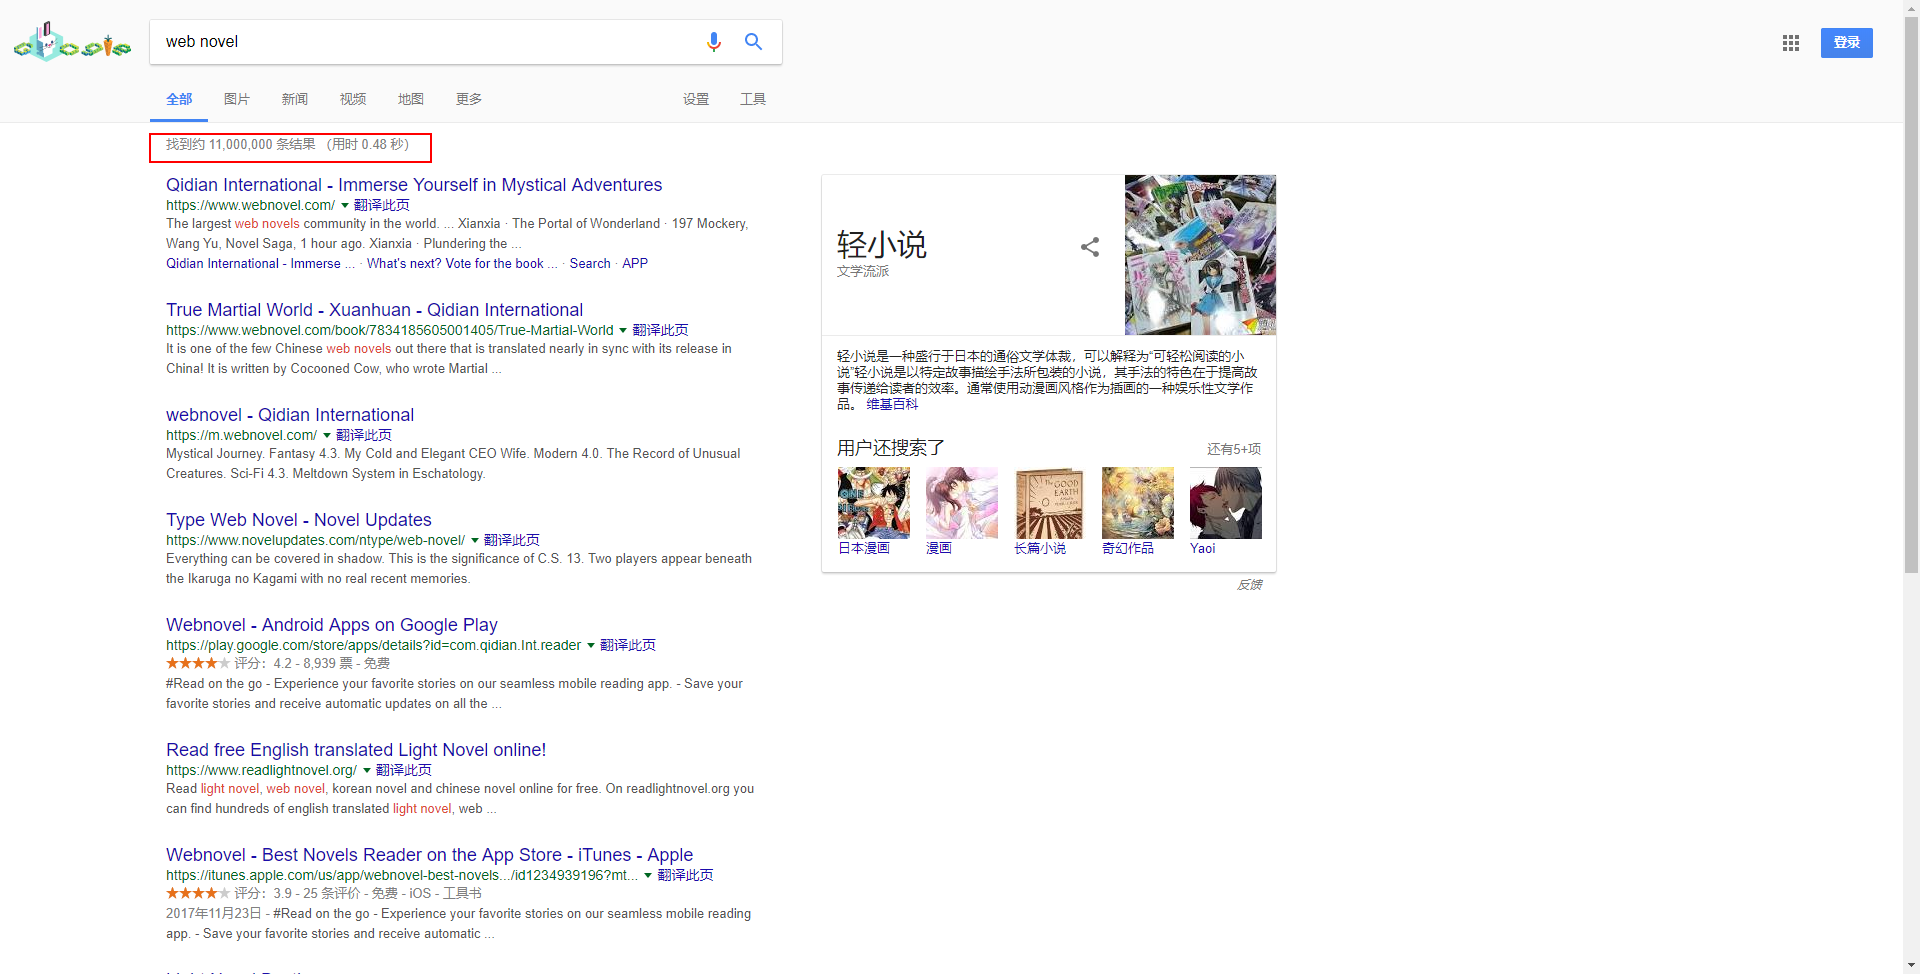 web novel
登录
全部 图片 新闻 视频 地图 更多 设置 工具
找到约 11,000,000 条结果 （用时 0.48 秒）
Qidian International - Immerse Yourself in Mystical Adventures
https://www.webnovel.com/ 翻译此页
The largest web novels community in the world. ... Xianxia · The Portal of Wonderland · 197 Mockery,
Wang Yu, Novel Saga, 1 hour ago. Xianxia · Plundering the ...
Qidian International - Immerse ... · What's next? Vote for the book ... · Search · APP
True Martial World - Xuanhuan - Qidian International
https://www.webnovel.com/book/7834185605001405/True-Martial-World 翻译此页
It is one of the few Chinese web novels out there that is translated nearly in sync with its release in
China! It is written by Cocooned Cow, who wrote Martial ...
webnovel - Qidian International
https://m.webnovel.com/ 翻译此页
Mystical Journey. Fantasy 4.3. My Cold and Elegant CEO Wife. Modern 4.0. The Record of Unusual
Creatures. Sci-Fi 4.3. Meltdown System in Eschatology.
Type Web Novel - Novel Updates
https://www.novelupdates.com/ntype/web-novel/ 翻译此页
Everything can be covered in shadow. This is the significance of C.S. 13. Two players appear beneath
the Ikaruga no Kagami with no real recent memories.
Webnovel - Android Apps on Google Play
https://play.google.com/store/apps/details?id=com.qidian.Int.reader 翻译此页
评分：4.2 - 8,939 票 - 免费
#Read on the go - Experience your favorite stories on our seamless mobile reading app. - Save your
favorite stories and receive automatic updates on all the ...
Read free English translated Light Novel online!
https://www.readlightnovel.org/ 翻译此页
Read light novel, web novel, korean novel and chinese novel online for free. On readlightnovel.org you
can find hundreds of english translated light novel, web ...
Webnovel - Best Novels Reader on the App Store - iTunes - Apple
https://itunes.apple.com/us/app/webnovel-best-novels.../id1234939196?mt... 翻译此页
评分：3.9 - 25 条评价 - 免费 - iOS - 工具书
2017年11月23日 - #Read on the go - Experience your favorite stories on our seamless mobile reading
app. - Save your favorite stories and receive automatic ...
轻小说
文学流派
轻小说是一种盛行于日本的通俗文学体裁，可以解释为“可轻松阅读的小
说”轻小说是以特定故事描绘手法所包装的小说，其手法的特色在于提高故
事传递给读者的效率。通常使用动漫画风格作为插画的一种娱乐性文学作
品。 维基百科
用户还搜索了 还有5+项
THE GOOD
EARTH
日本漫画 漫画 长篇小说 奇幻作品 Yaoi
反馈